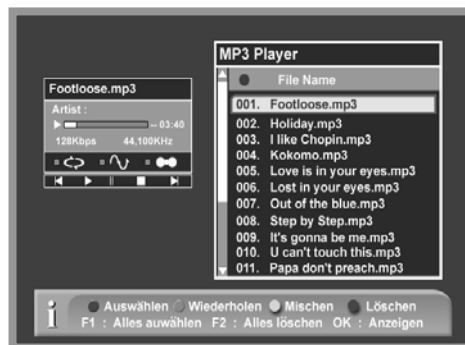 MP3 Player
File Name
Footloose.mp3
Artist :
-- 03:40
128Kbps 44,100KHz
001. Footloose.mp3
002. Holiday.mp3
003. I like Chopin.mp3
004. Kokomo.mp3
005. Love is in your eyes.mp3
006. Lost in your eyes.mp3
007. Out of the blue.mp3
008. Step by Step.mp3
009. It's gonna be me.mp3
010. U can't touch this.mp3
011. Papa don't preach.mp3
i
Auswählen Wiederholen Mischen Löschen
F1 : Alles auwählen F2 : Alles löschen OK : Anzeigen